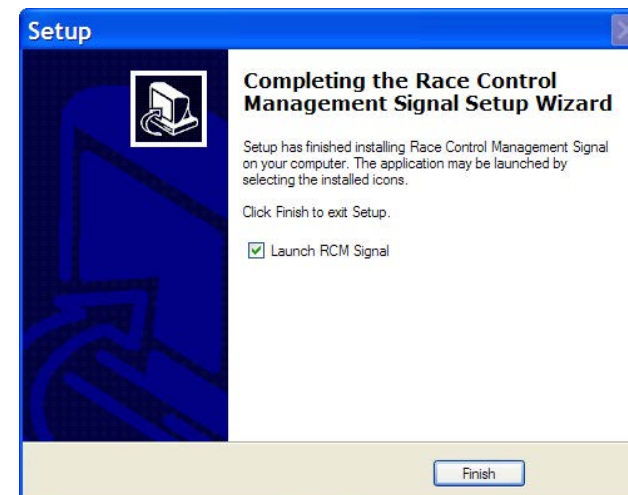 Setup
Completing the Race Control
Management Signal Setup Wizard
Setup has finished installing Race Control Management Signal
on your computer. The application may be launched by
selecting the installed icons.
Click Finish to exit Setup.
Launch RCM Signal
Finish